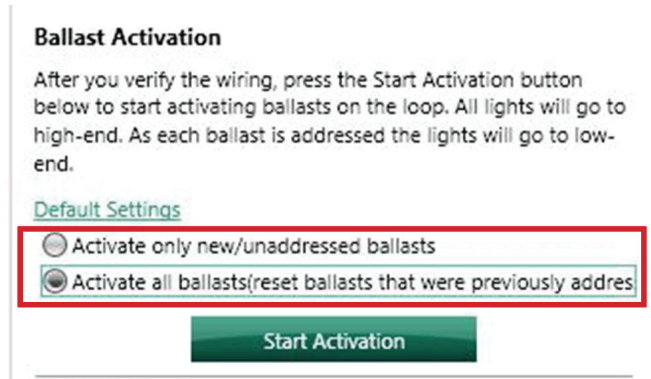 Ballast Activation
After you verify the wiring, press the Start Activation button
below to start activating ballasts on the loop. All lights will go to
high-end. As each ballast is addressed the lights will go to low-
end.
Default Settings
Activate only new/unaddressed ballasts
Activate all ballasts(reset ballasts that were previously addres
Start Activation